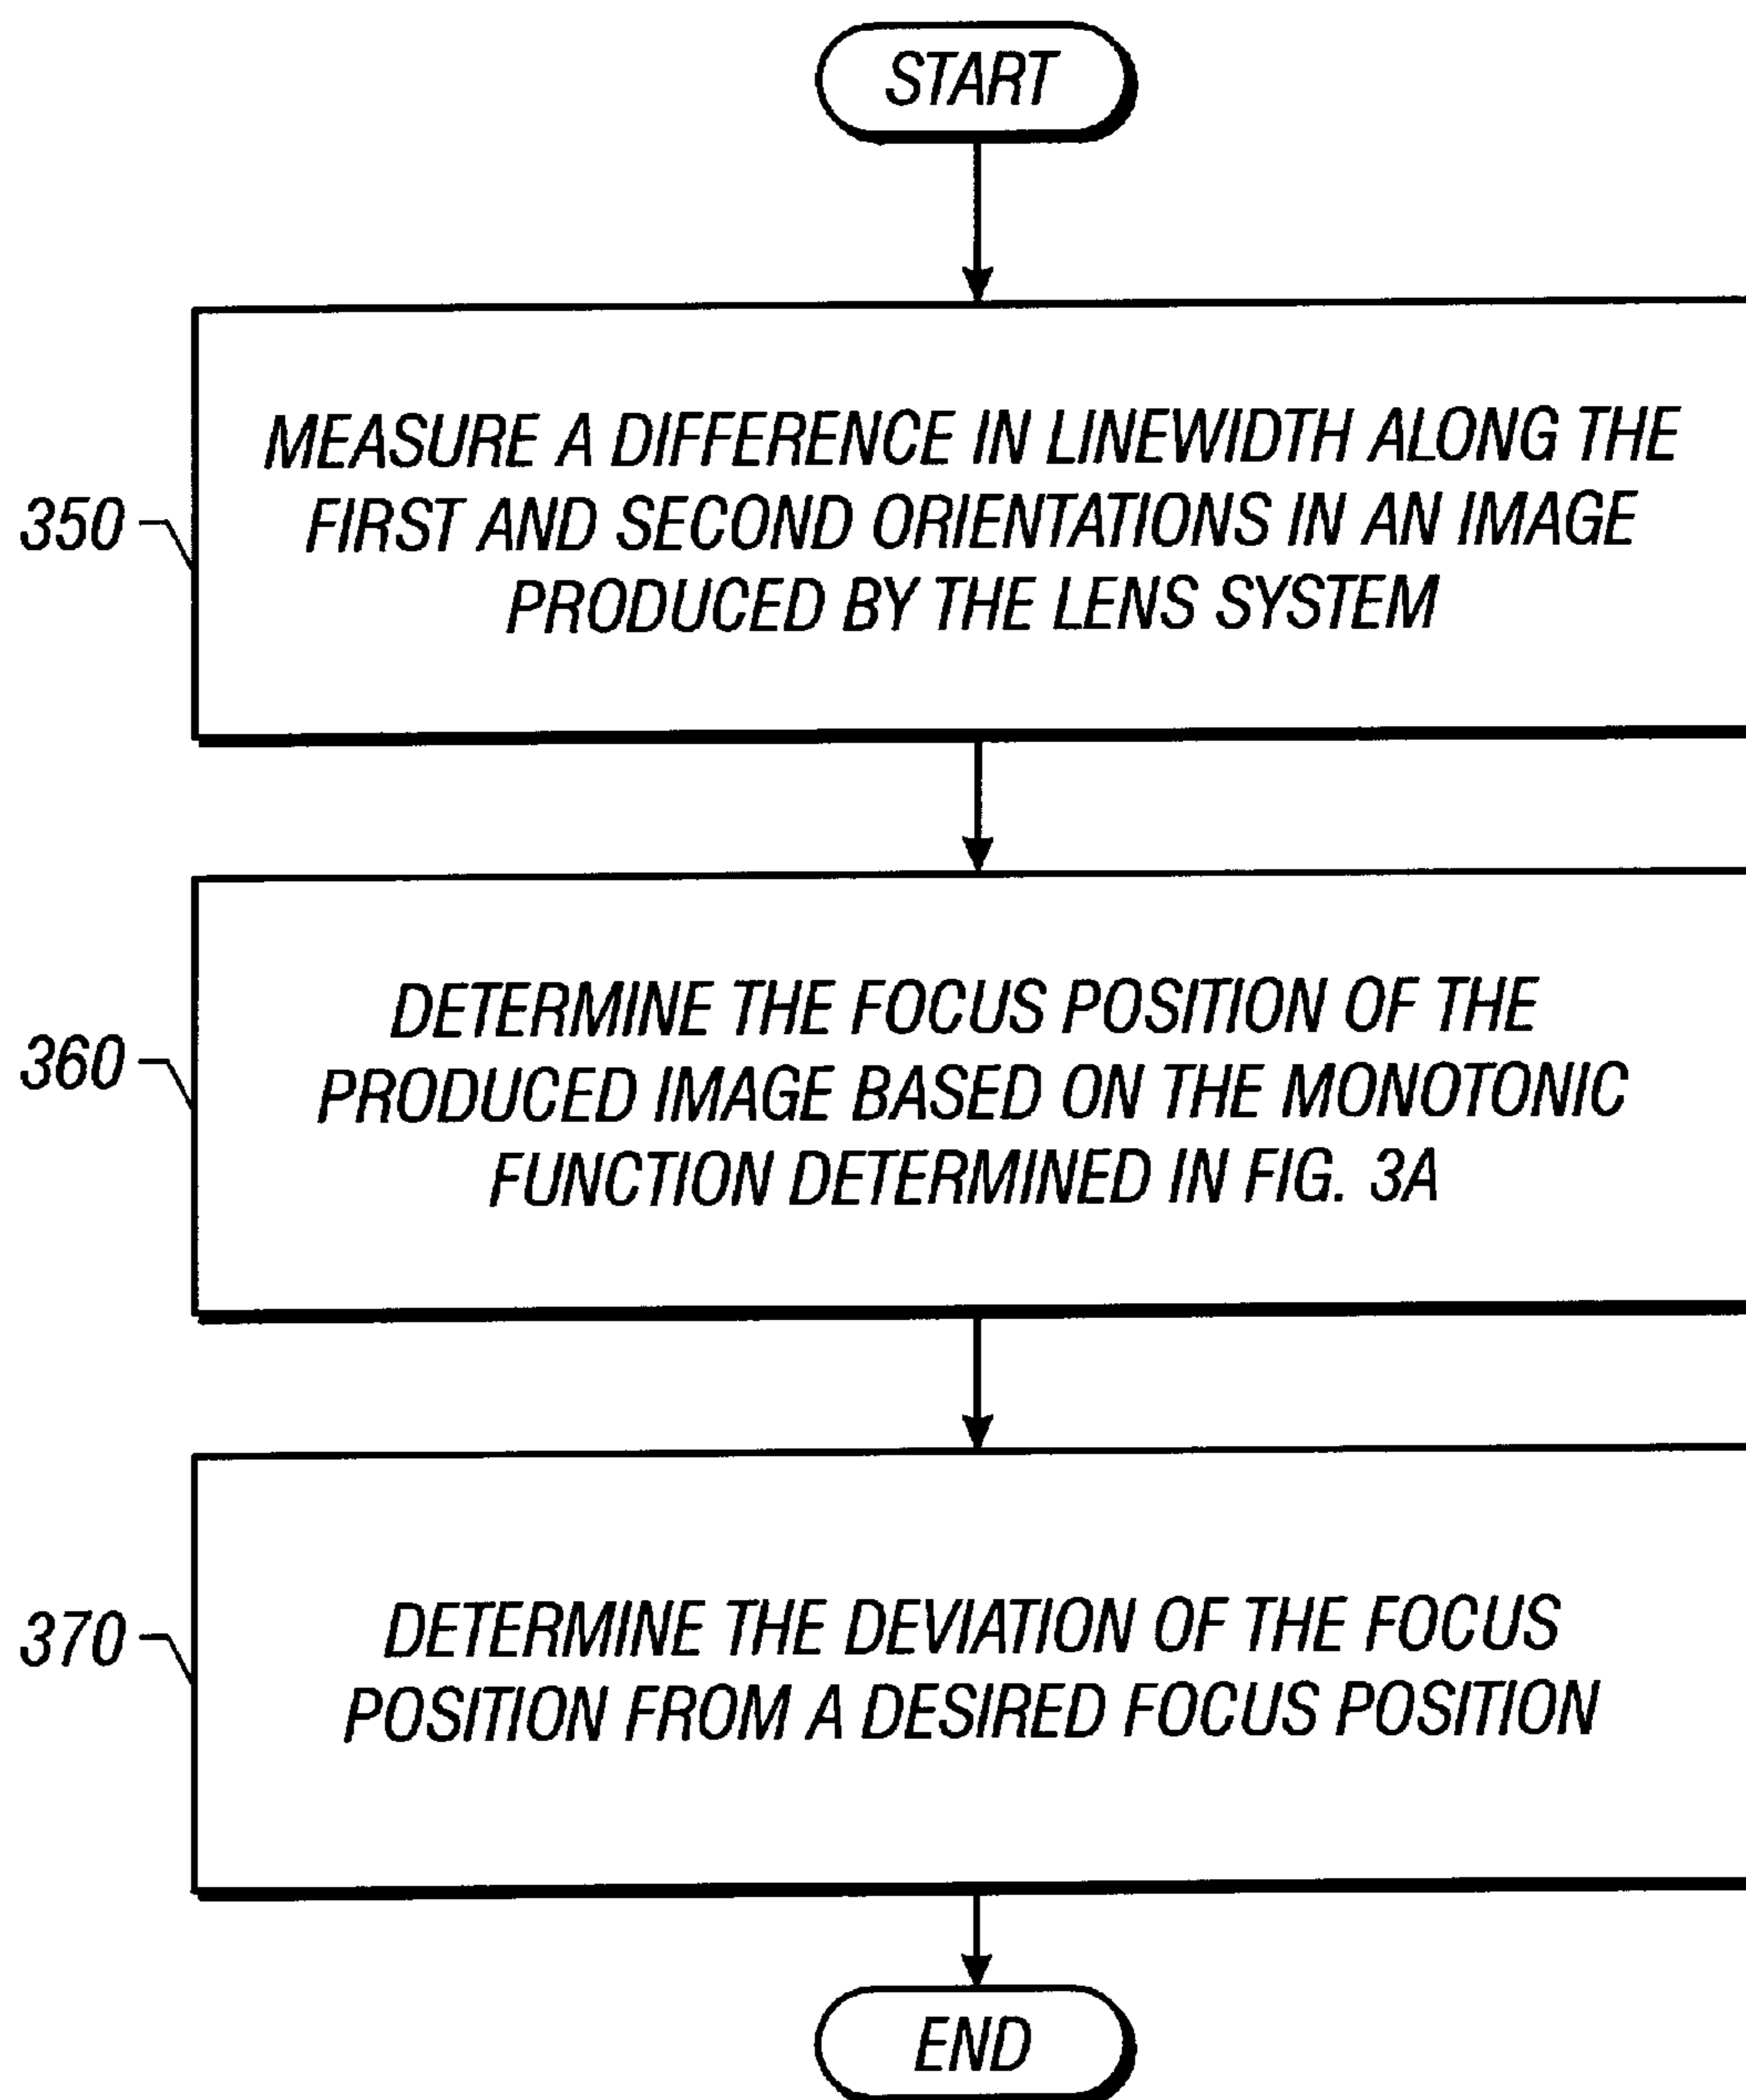 START
350
MEASURE A DIFFERENCE IN LINEWIDTH ALONG THE
FIRST AND SECOND ORIENTATIONS IN AN IMAGE
PRODUCED BY THE LENS SYSTEM
360
DETERMINE THE FOCUS POSITION OF THE
PRODUCED IMAGE BASED ON THE MONOTONIC
FUNCTION DETERMINED IN FIG. 3A
370
DETERMINE THE DEVIATION OF THE FOCUS
POSITION FROM A DESIRED FOCUS POSITION
END